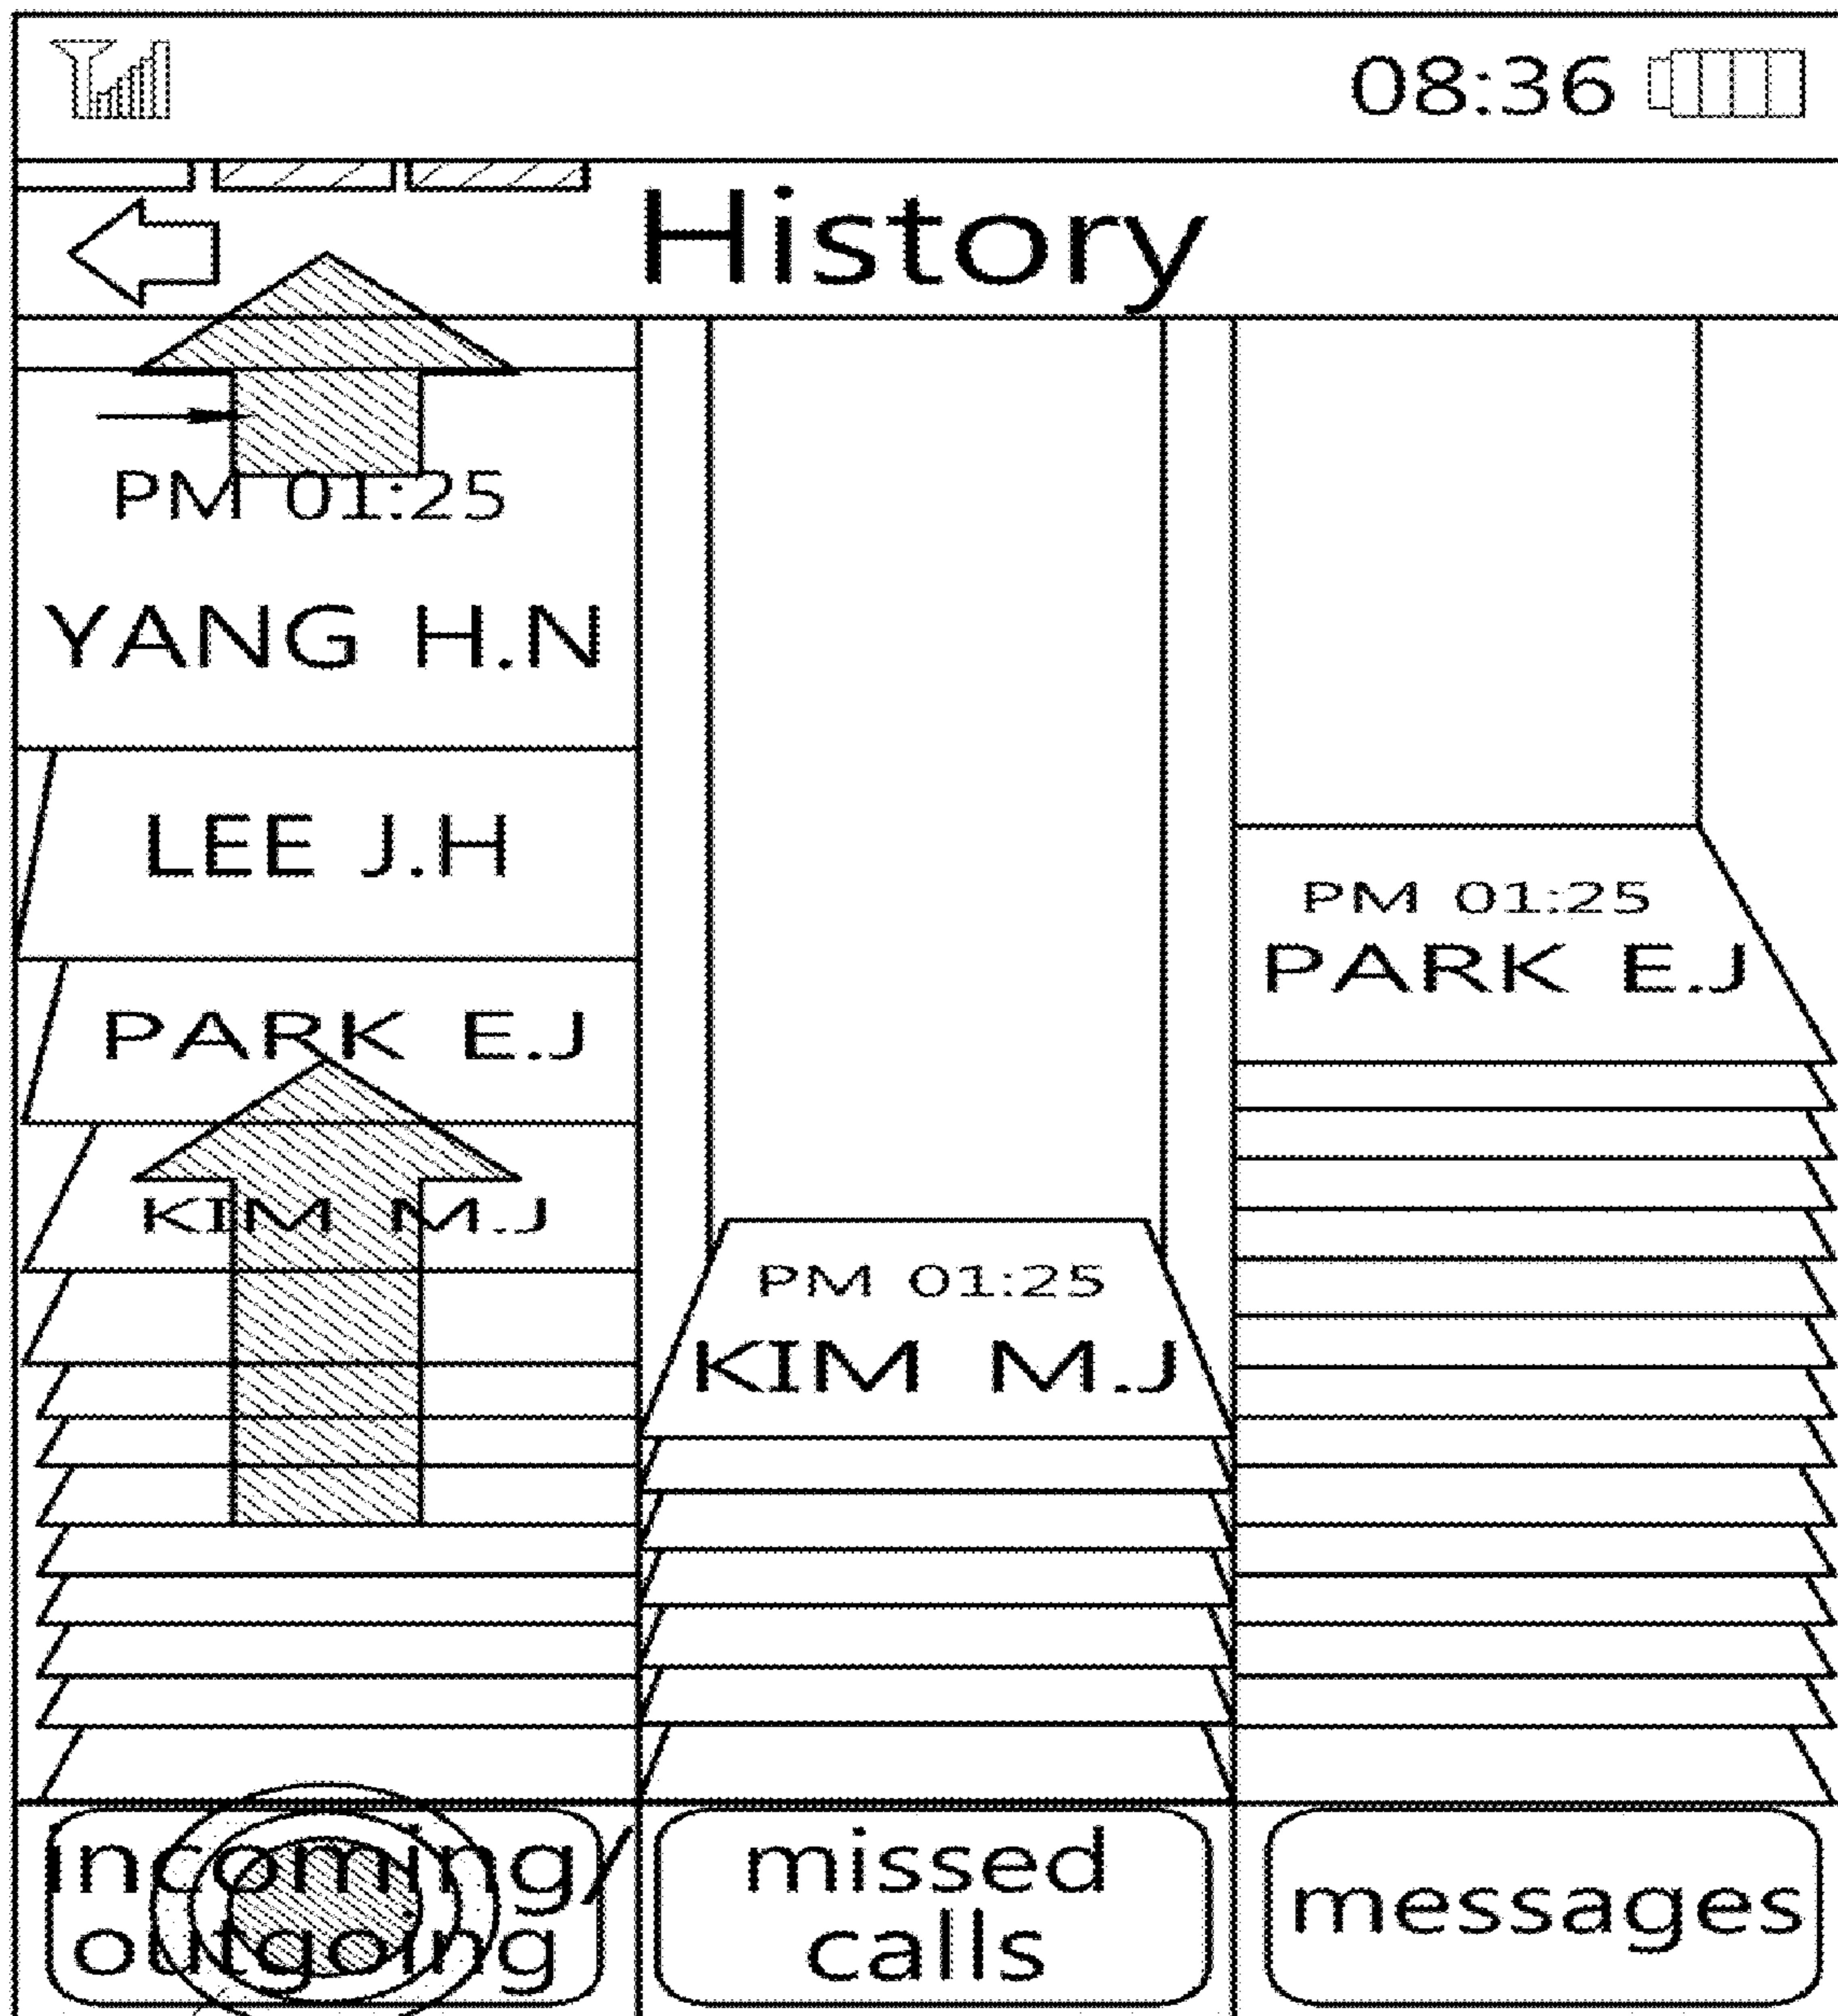 08:36
History
PM 01:25
YANG H.N
LEE J.H
PARK E.J
KIM M.J
PM 01:25
KIM M.J
PM 01:25
PARK E.J
incoming/
outgoing
missed
calls
messages